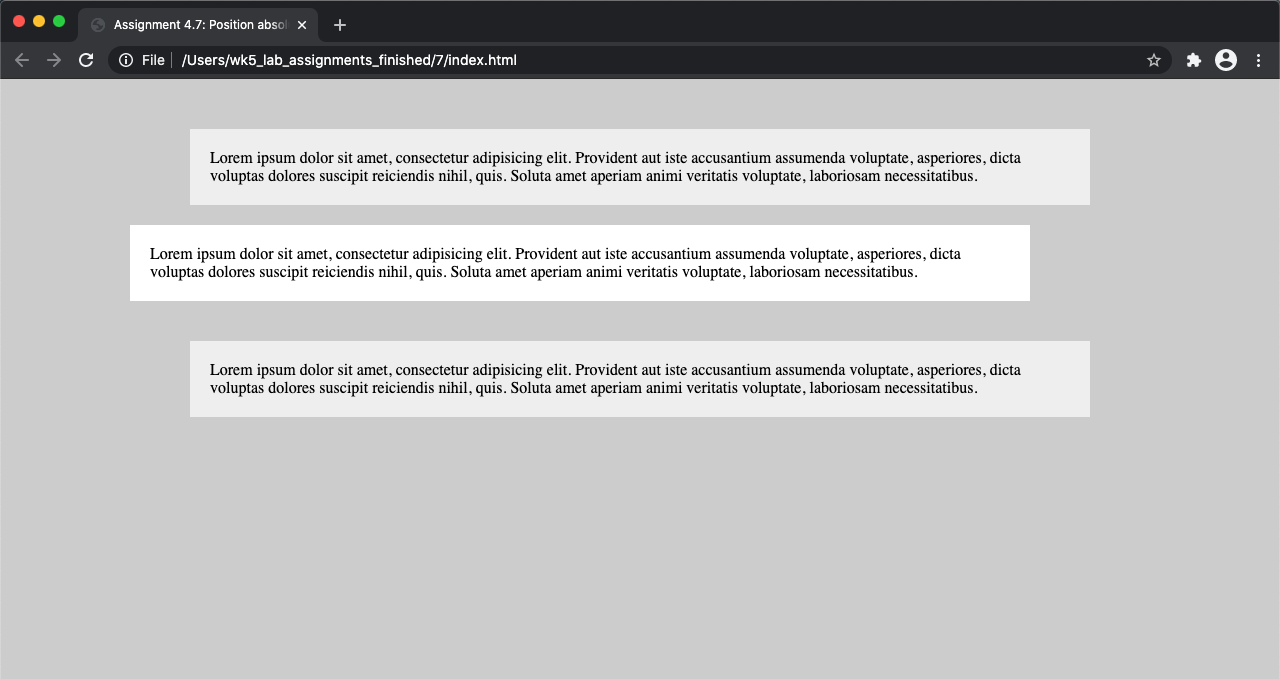 Assignment 4.7: Position absol
File
/Users/wk5_lab_assignments_finished/7/index.html
Lorem ipsum dolor sit amet, consectetur adipisicing elit. Provident aut iste accusantium assumenda voluptate, asperiores, dicta
voluptas dolores suscipit reiciendis nihil, quis. Soluta amet aperiam animi veritatis voluptate, laboriosam necessitatibus.
Lorem ipsum dolor sit amet, consectetur adipisicing elit. Provident aut iste accusantium assumenda voluptate, asperiores, dicta
voluptas dolores suscipit reiciendis nihil, quis. Soluta amet aperiam animi veritatis voluptate, laboriosam necessitatibus.
Lorem ipsum dolor sit amet, consectetur adipisicing elit. Provident aut iste accusantium assumenda voluptate, asperiores, dicta
voluptas dolores suscipit reiciendis nihil, quis. Soluta amet aperiam animi veritatis voluptate, laboriosam necessitatibus.